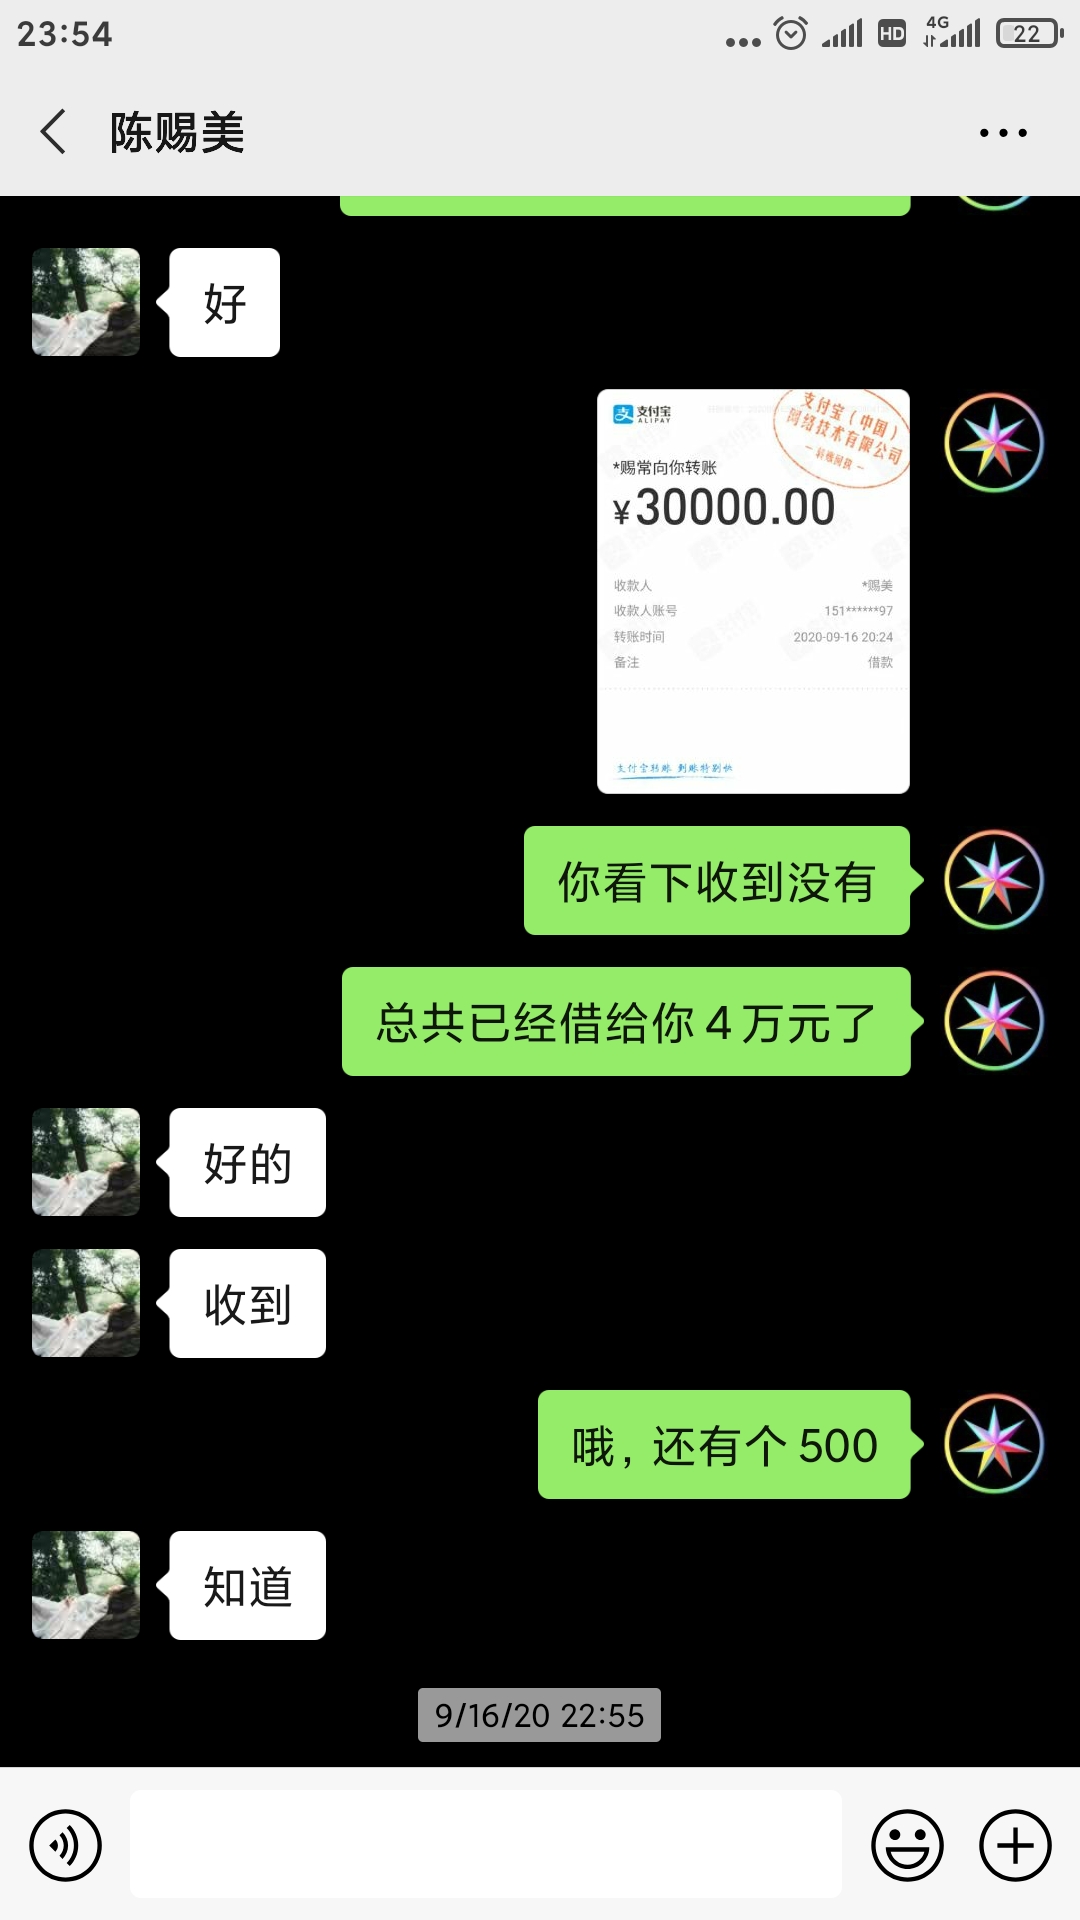 23:54
HD
4G
22
陈赐美
好
支付宝
ALIPAY
支付宝（中国）
网络技术有限公司
*赐常向你转账
¥30000.00
收款人 *赐美
收款人账号 151******97
转账时间 2020-09-16 20:24
备注 借款
支付宝转账 到账特别快
你看下收到没有
总共已经借给你4万元了
好的
收到
哦，还有个500
知道
9/16/20 22:55